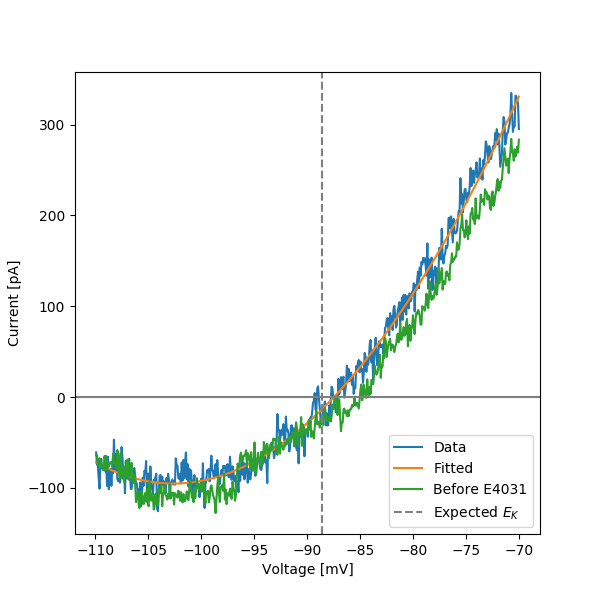 Current [pA]
300
200
100
0
−100
Data
Fitted
Before E4031
Expected E_K
−110 −105 −100 −95 −90 −85 −80 −75 −70
Voltage [mV]